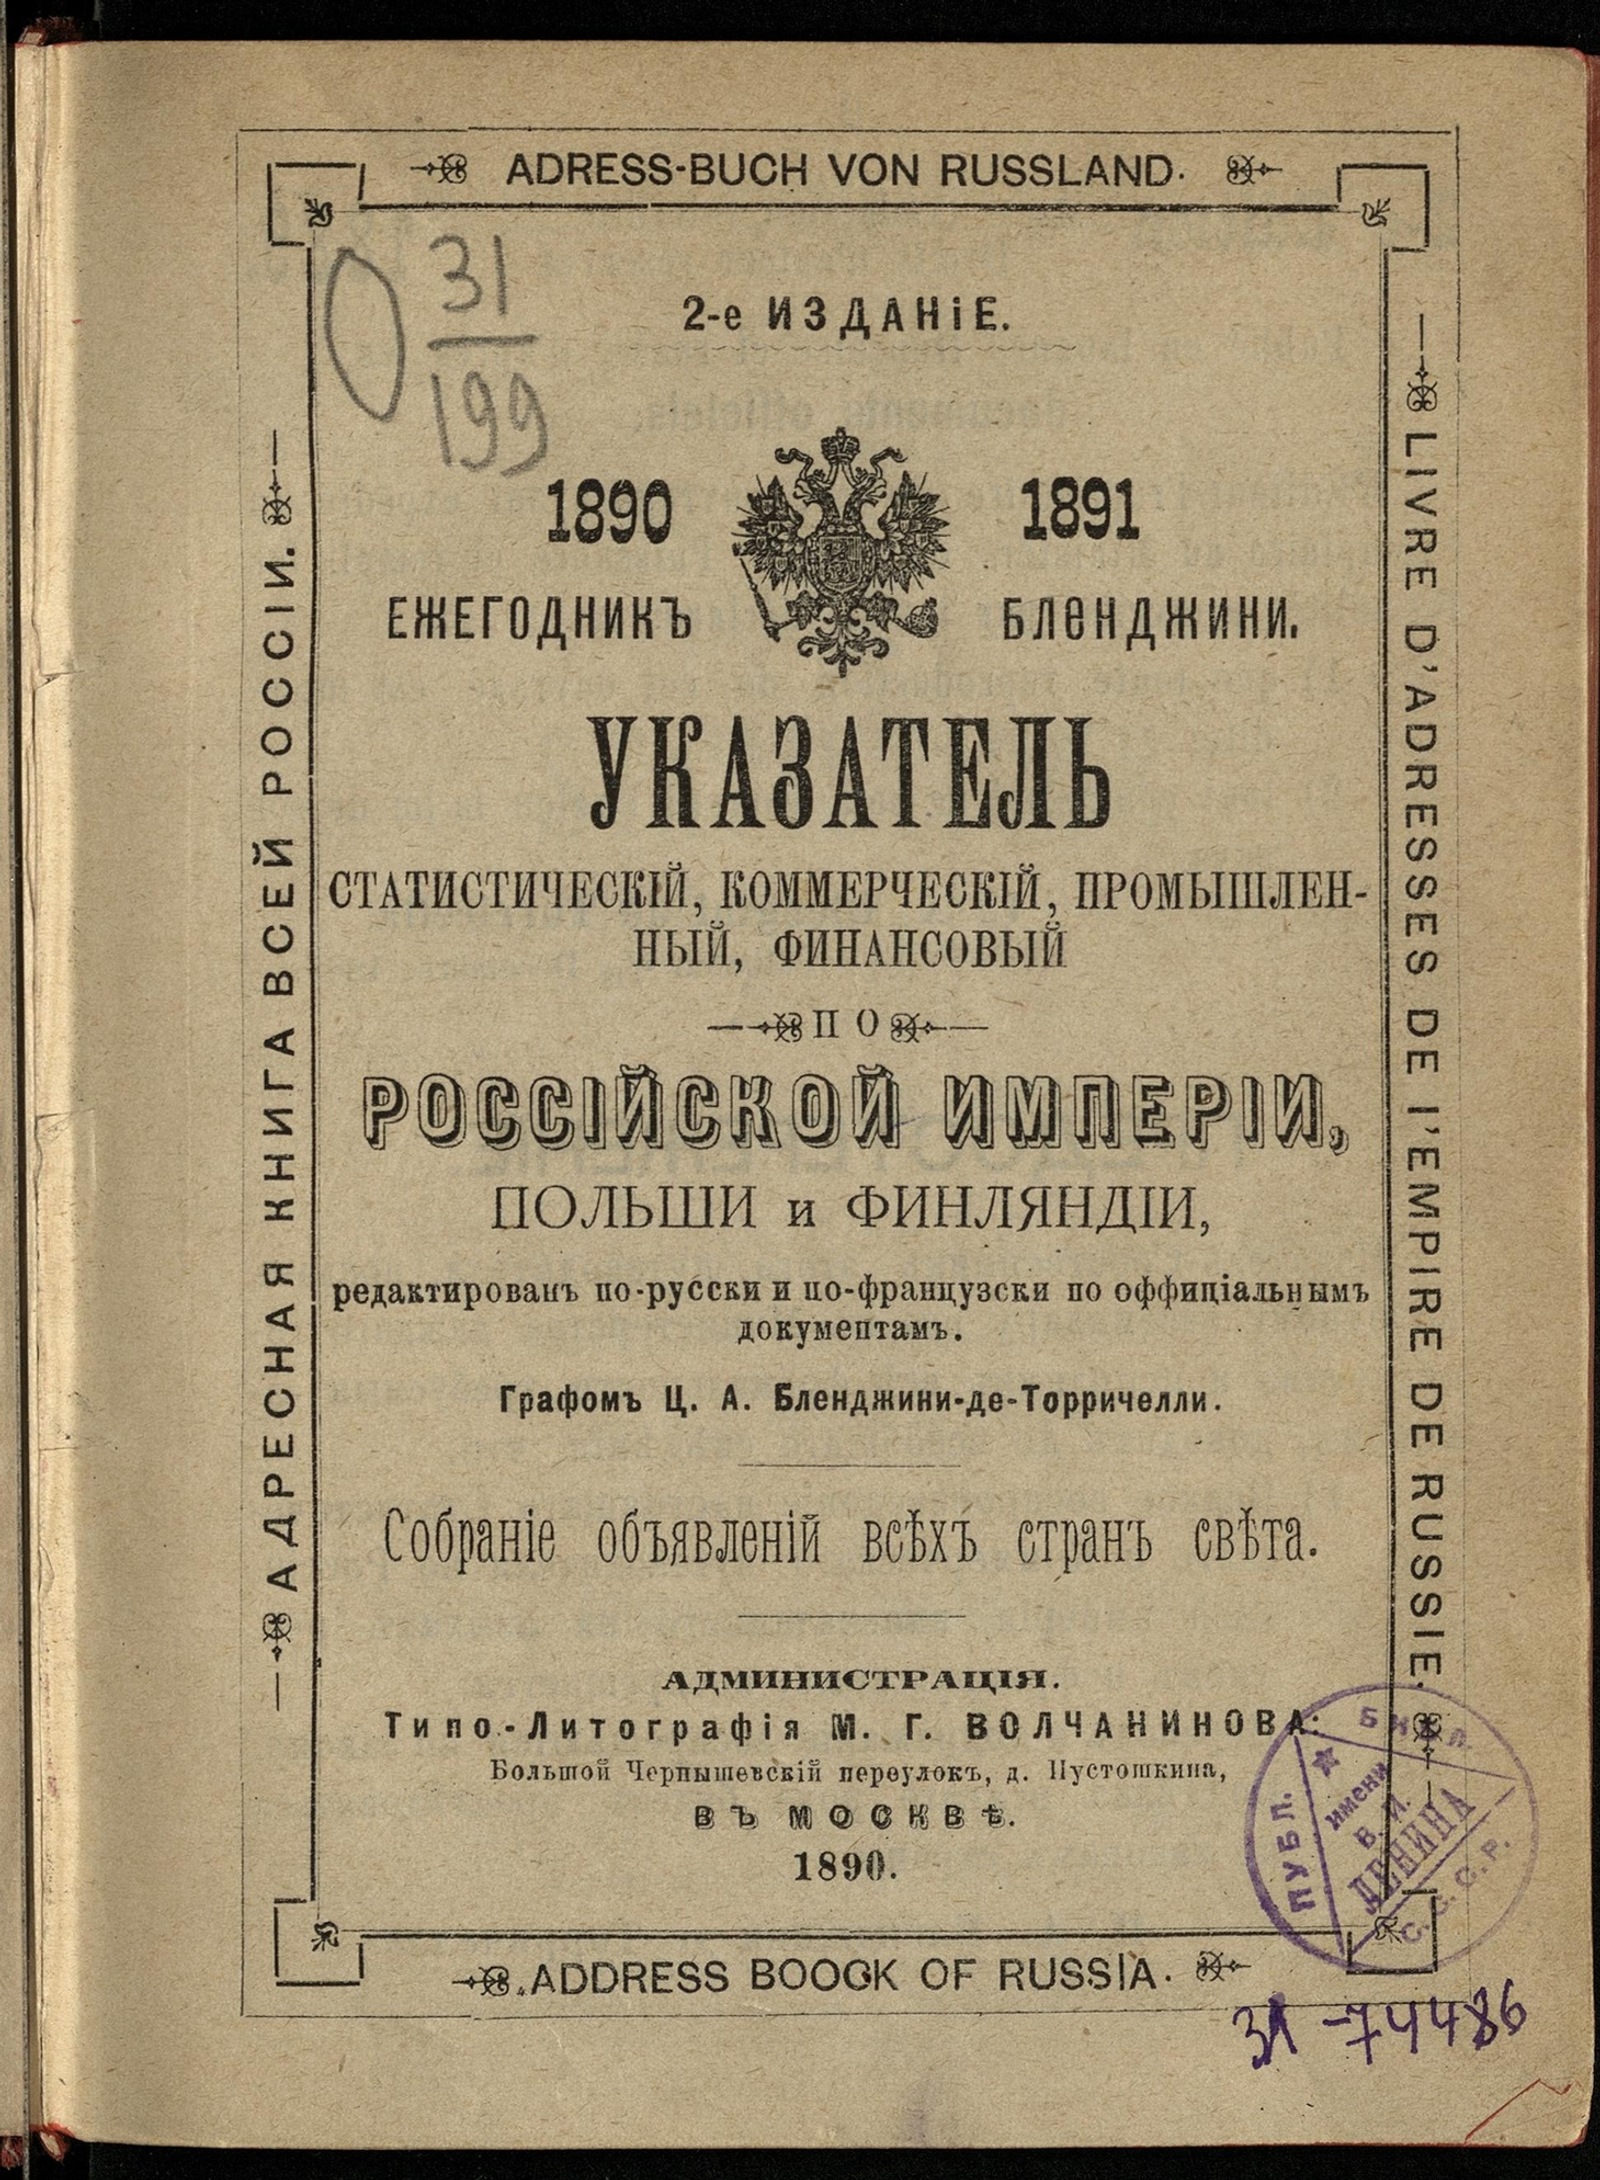 ADRESS-BUCH VON RUSSLAND.
31
199
2-е ИЗДАНіЕ.
1890 1891
ЕЖЕГОДНИКЪ БЛЕНДЖИНИ.
УКАЗАТЕЛЬ
СТАТИСТИЧЕСКІЙ, КОММЕРЧЕСКІЙ, ПРОМЫШЛЕН-
НЫЙ, ФИНАНСОВЫЙ
ПО
РОССІЙСКОЙ ИМПЕРІИ,
ПОЛЬШИ и ФИНЛЯНДІИ,
редактированъ по-русски и по-французски по оффиціальнымъ
документамъ.
Графомъ Ц. А. Бленджини-де-Торричелли.
Собраніе объявленій всѣхъ странъ свѣта.
АДМИНИСТРАЦІЯ.
Типо-Литографія М. Г. ВОЛЧАНИНОВА:
Большой Чернышевскій переулокъ, д. Пустошкина,
ВЪ МОСКВѢ.
1890.
ADDRESS BOOCK OF RUSSIA.
АДРЕСНАЯ КНИГА ВСЕЙ РОССІИ.
LIVRE D'ADRESSES DE l'EMPIRE DE RUSSIE.
ПУБЛ.
имени
В. И.
ЛЕНИНА
С. С. С. Р.
74486